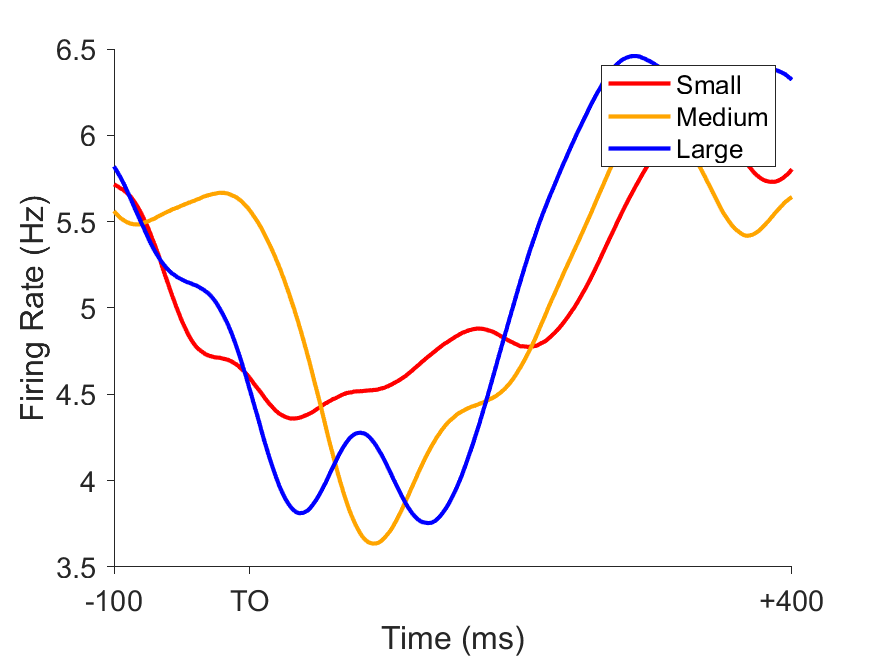 6.5
6
5.5
5
4.5
4
3.5
Firing Rate (Hz)
Small
Medium
Large
-100 TO +400
Time (ms)